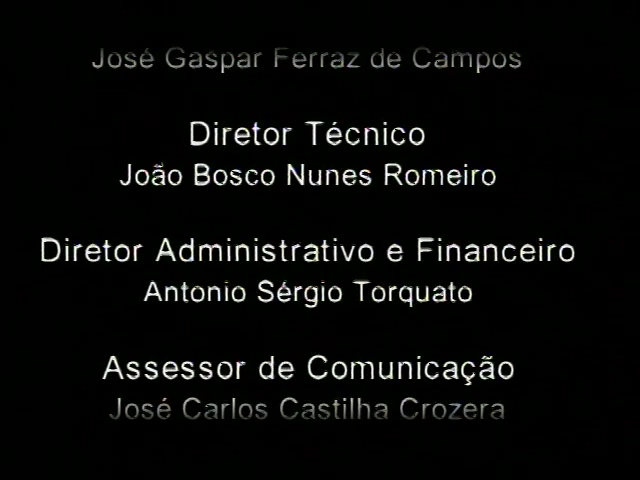 José Gaspar Ferraz de Campos
Diretor Técnico
João Bosco Nunes Romeiro
Diretor Administrativo e Financeiro
Antonio Sérgio Torquato
Assessor de Comunicação
José Carlos Castilha Crozera